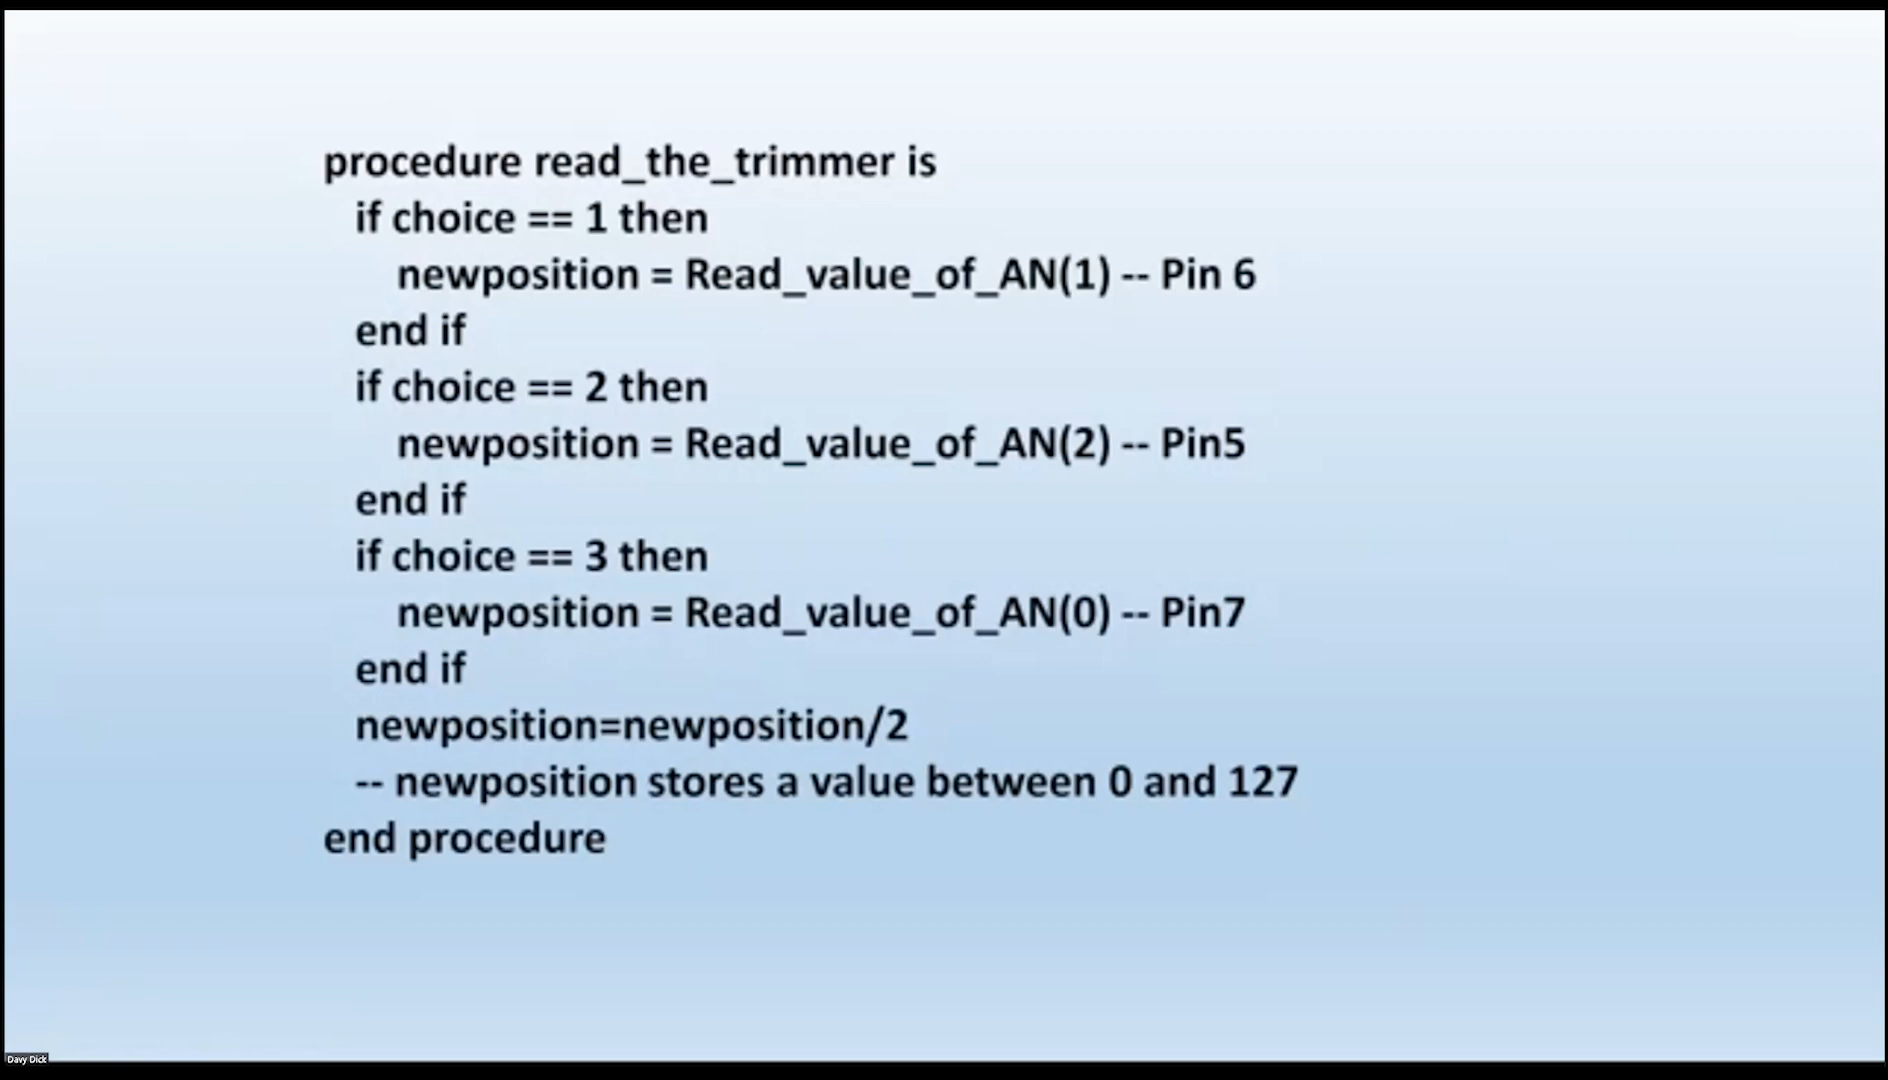 procedure read_the_trimmer is
if choice == 1 then
newposition = Read_value_of_AN(1) -- Pin 6
end if
if choice == 2 then
newposition = Read_value_of_AN(2) -- Pin5
end if
if choice == 3 then
newposition = Read_value_of_AN(0) -- Pin7
end if
newposition=newposition/2
-- newposition stores a value between 0 and 127
end procedure
Davy Dick